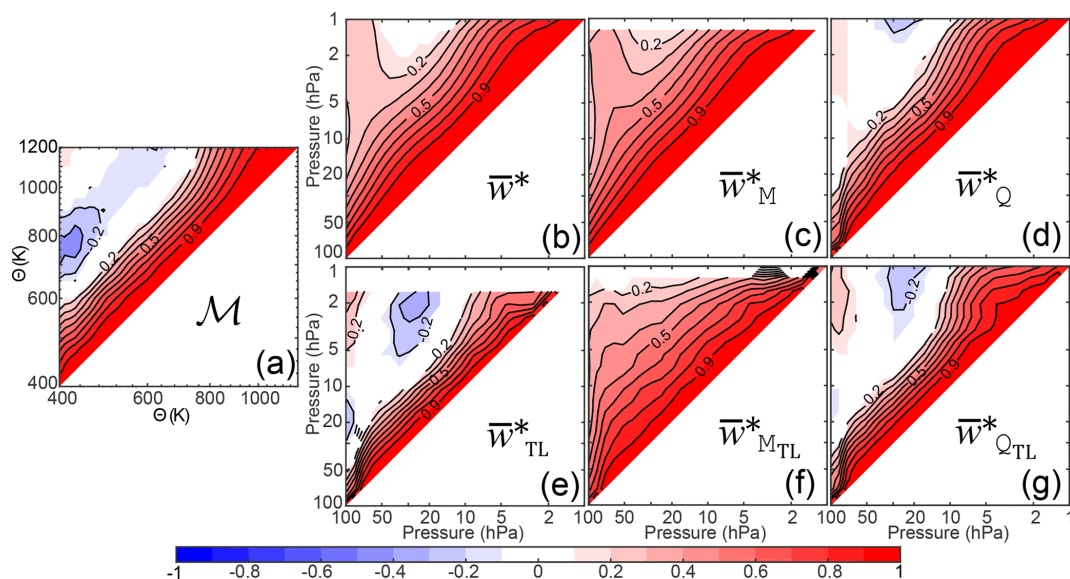 1
2
5
10
20
50
100
Pressure (hPa)
0.2
0.5
0.9
w̅*
(b)
0.2
0.5
0.9
w̅*M
(c)
0.2
0.5
0.9
w̅*Q
(d)
1200
1000
800
600
400
Θ(K)
-0.2
0.2
0.5
0.9
ℳ
(a)
400 600 800 1000
Θ(K)
1
2
5
10
20
50
100
Pressure (hPa)
0.2
-0.2
0.2
0.5
0.9
w̅*TL
(e)
0.2
0.5
0.9
w̅*MTL
(f)
0.2
-0.2
0.2
0.5
0.9
w̅*QTL
(g)
100 50 20 10 5 2
100 50 20 10 5 2
100 50 20 10 5 2 1
Pressure (hPa)
Pressure (hPa)
Pressure (hPa)
-1 -0.8 -0.6 -0.4 -0.2 0 0.2 0.4 0.6 0.8 1